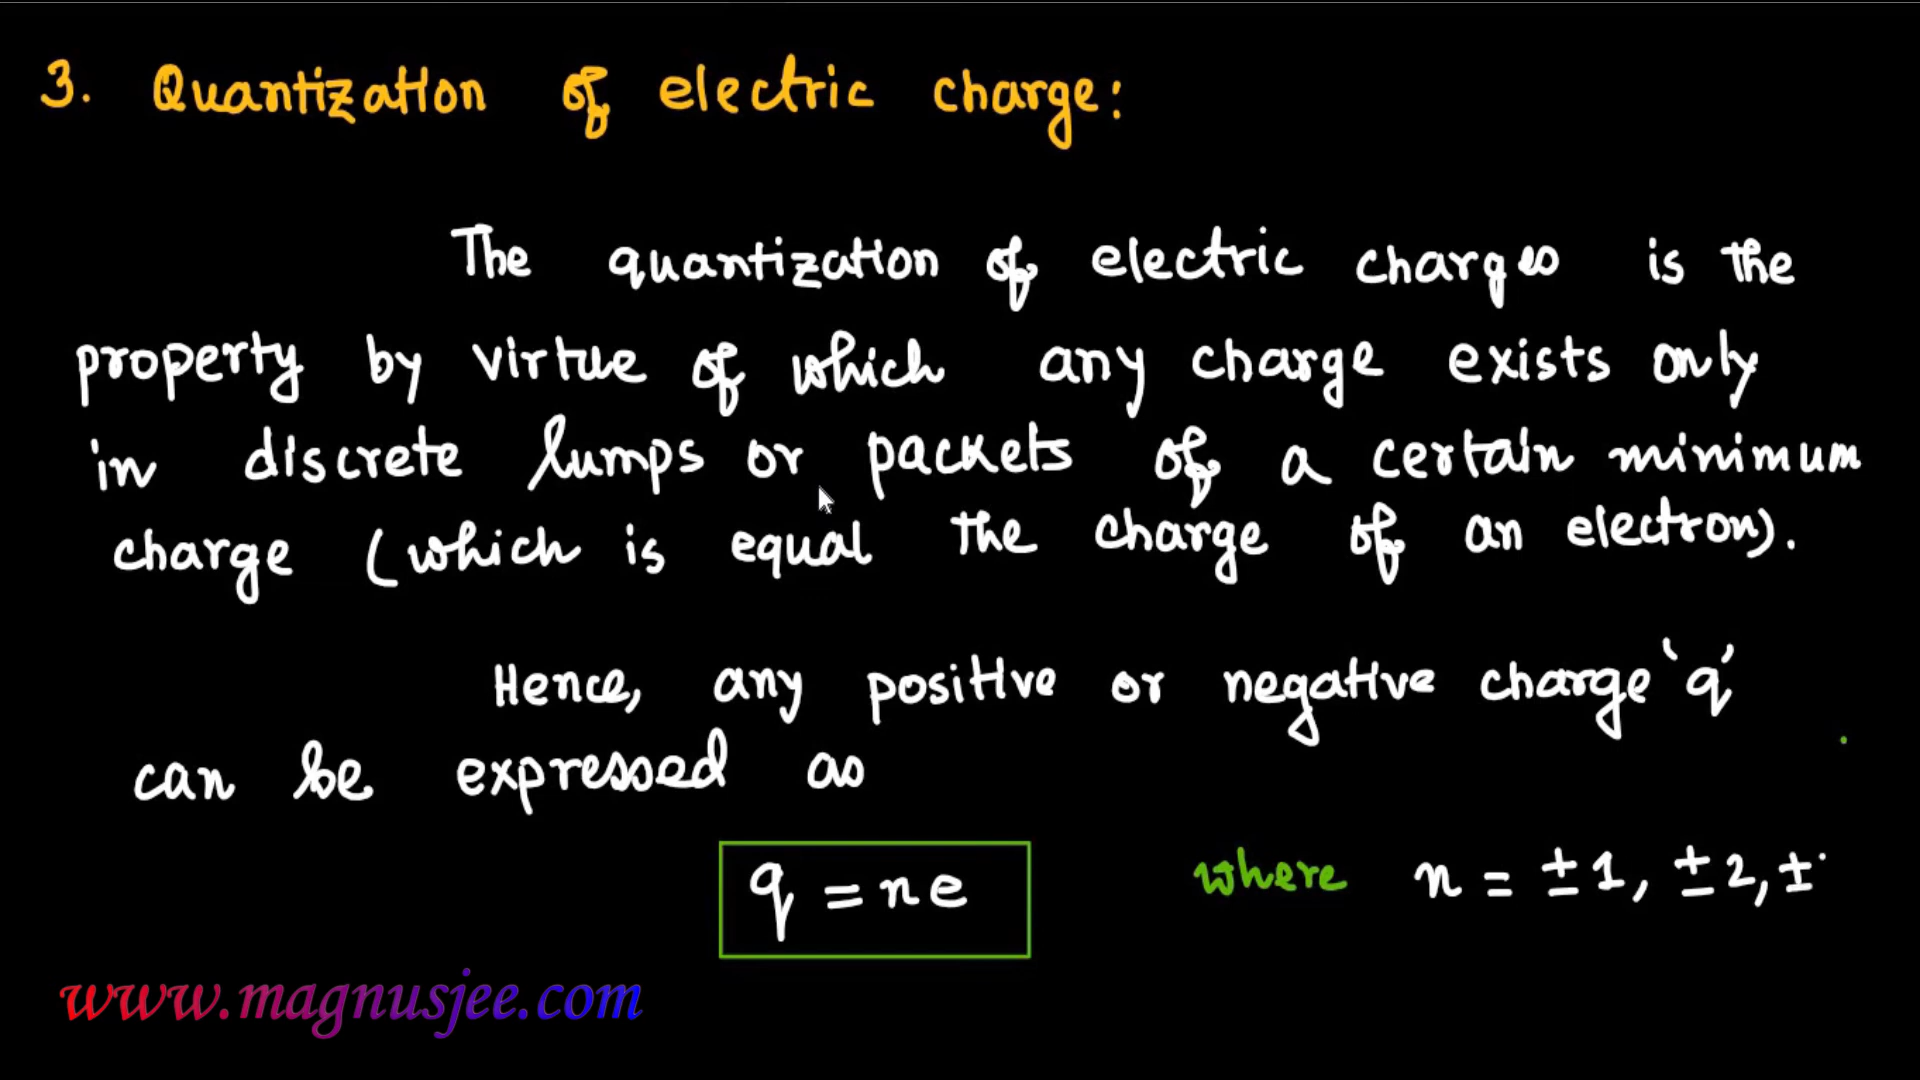 3. Quantization of electric charge:
The quantization of electric charges is the
property by virtue of which any charge exists only
in discrete lumps or packets of a certain minimum
charge (which is equal the charge of an electron).
Hence, any positive or negative charge 'q'
can be expressed as
q = ne where n = ±1, ±2, ±
www.magnusjee.com